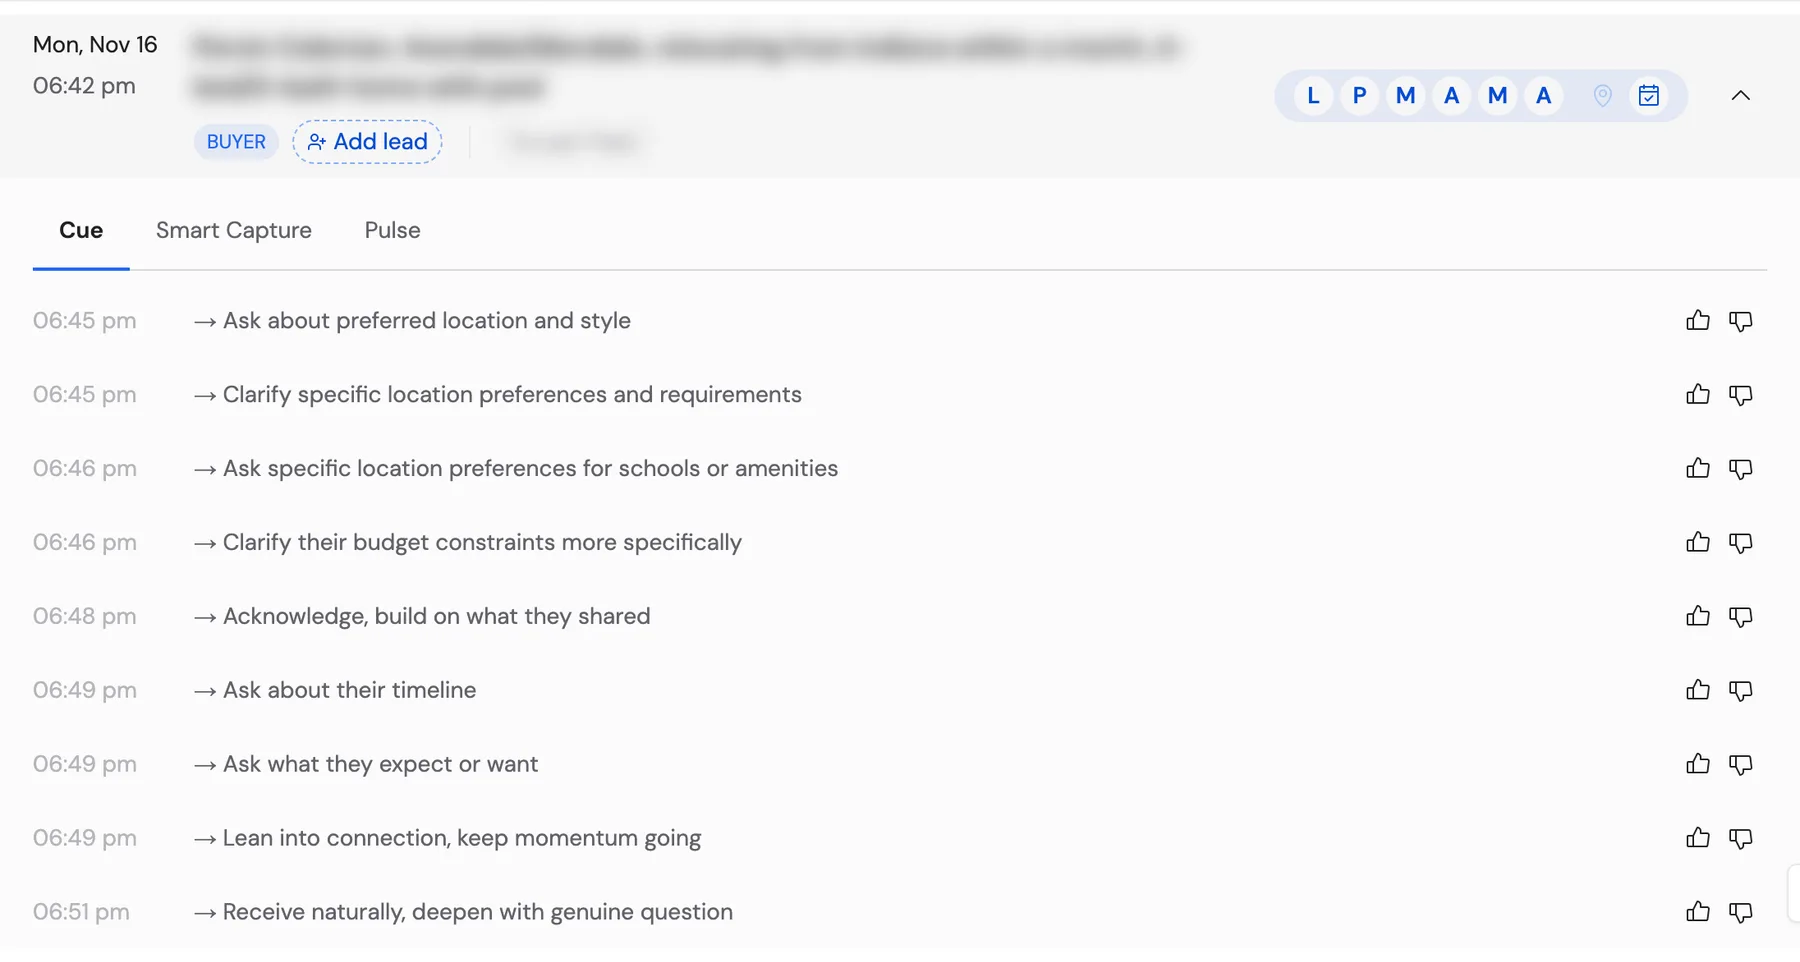 Mon, Nov 16
06:42 pm
BUYER
Add lead
L P M A M A
Cue Smart Capture Pulse
06:45 pm → Ask about preferred location and style
06:45 pm → Clarify specific location preferences and requirements
06:46 pm → Ask specific location preferences for schools or amenities
06:46 pm → Clarify their budget constraints more specifically
06:48 pm → Acknowledge, build on what they shared
06:49 pm → Ask about their timeline
06:49 pm → Ask what they expect or want
06:49 pm → Lean into connection, keep momentum going
06:51 pm → Receive naturally, deepen with genuine question